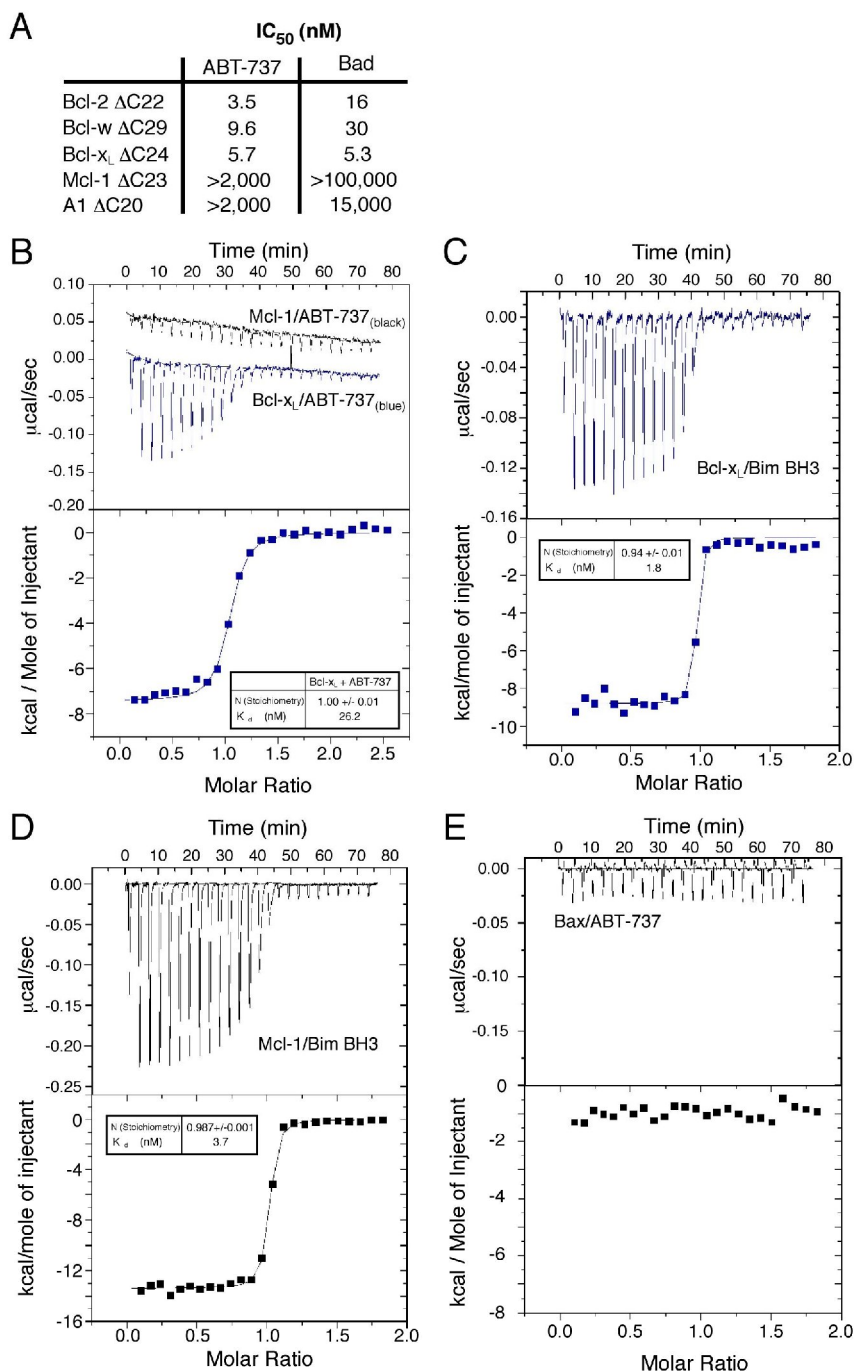 A
IC50 (nM)
ABT-737 Bad
Bcl-2 ΔC22 3.5 16
Bcl-w ΔC29 9.6 30
Bcl-xL ΔC24 5.7 5.3
Mcl-1 ΔC23 >2,000 >100,000
A1 ΔC20 >2,000 15,000
B
Time (min)
0 10 20 30 40 50 60 70 80
0.10
0.05
0.00
-0.05
-0.10
-0.15
-0.20
μcal/sec
Mcl-1/ABT-737(black)
Bcl-xL/ABT-737(blue)
0
-2
-4
-6
-8
kcal / Mole of Injectant
Bcl-xL + ABT-737
N (Stoichiometry) 1.00 +/- 0.01
K d (nM) 26.2
0.0 0.5 1.0 1.5 2.0 2.5
Molar Ratio
C
Time (min)
0 10 20 30 40 50 60 70 80
0.00
-0.04
-0.08
-0.12
-0.16
μcal/sec
Bcl-xL/Bim BH3
0
-2
-4
-6
-8
-10
kcal/mole of Injectant
N (Stoichiometry) 0.94 +/- 0.01
K d (nM) 1.8
0.0 0.5 1.0 1.5 2.0
Molar Ratio
D
Time (min)
0 10 20 30 40 50 60 70 80
0.00
-0.05
-0.10
-0.15
-0.20
-0.25
μcal/sec
Mcl-1/Bim BH3
0
-4
-8
-12
-16
kcal/mole of injectant
N (Stoichiometry) 0.987+/-0.001
K d (nM) 3.7
0.0 0.5 1.0 1.5 2.0
Molar Ratio
E
Time (min)
0 10 20 30 40 50 60 70 80
0.00
-0.05
-0.10
-0.15
μcal/sec
Bax/ABT-737
0
-2
-4
-6
-8
kcal / Mole of Injectant
0.0 0.5 1.0 1.5 2.0
Molar Ratio